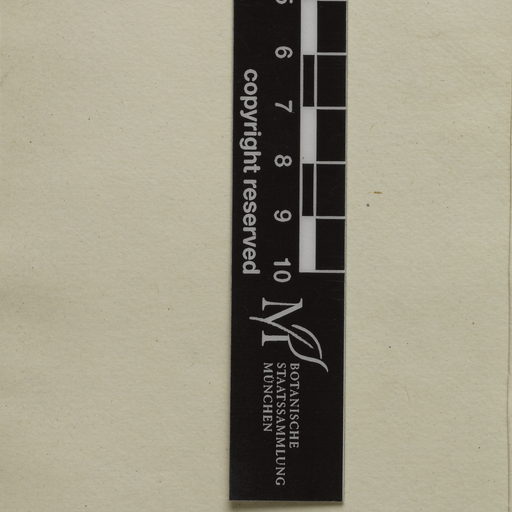 5
6
7
8
9
10
copyright reserved
M
BOTANISCHE
STAATSSAMMLUNG
MÜNCHEN